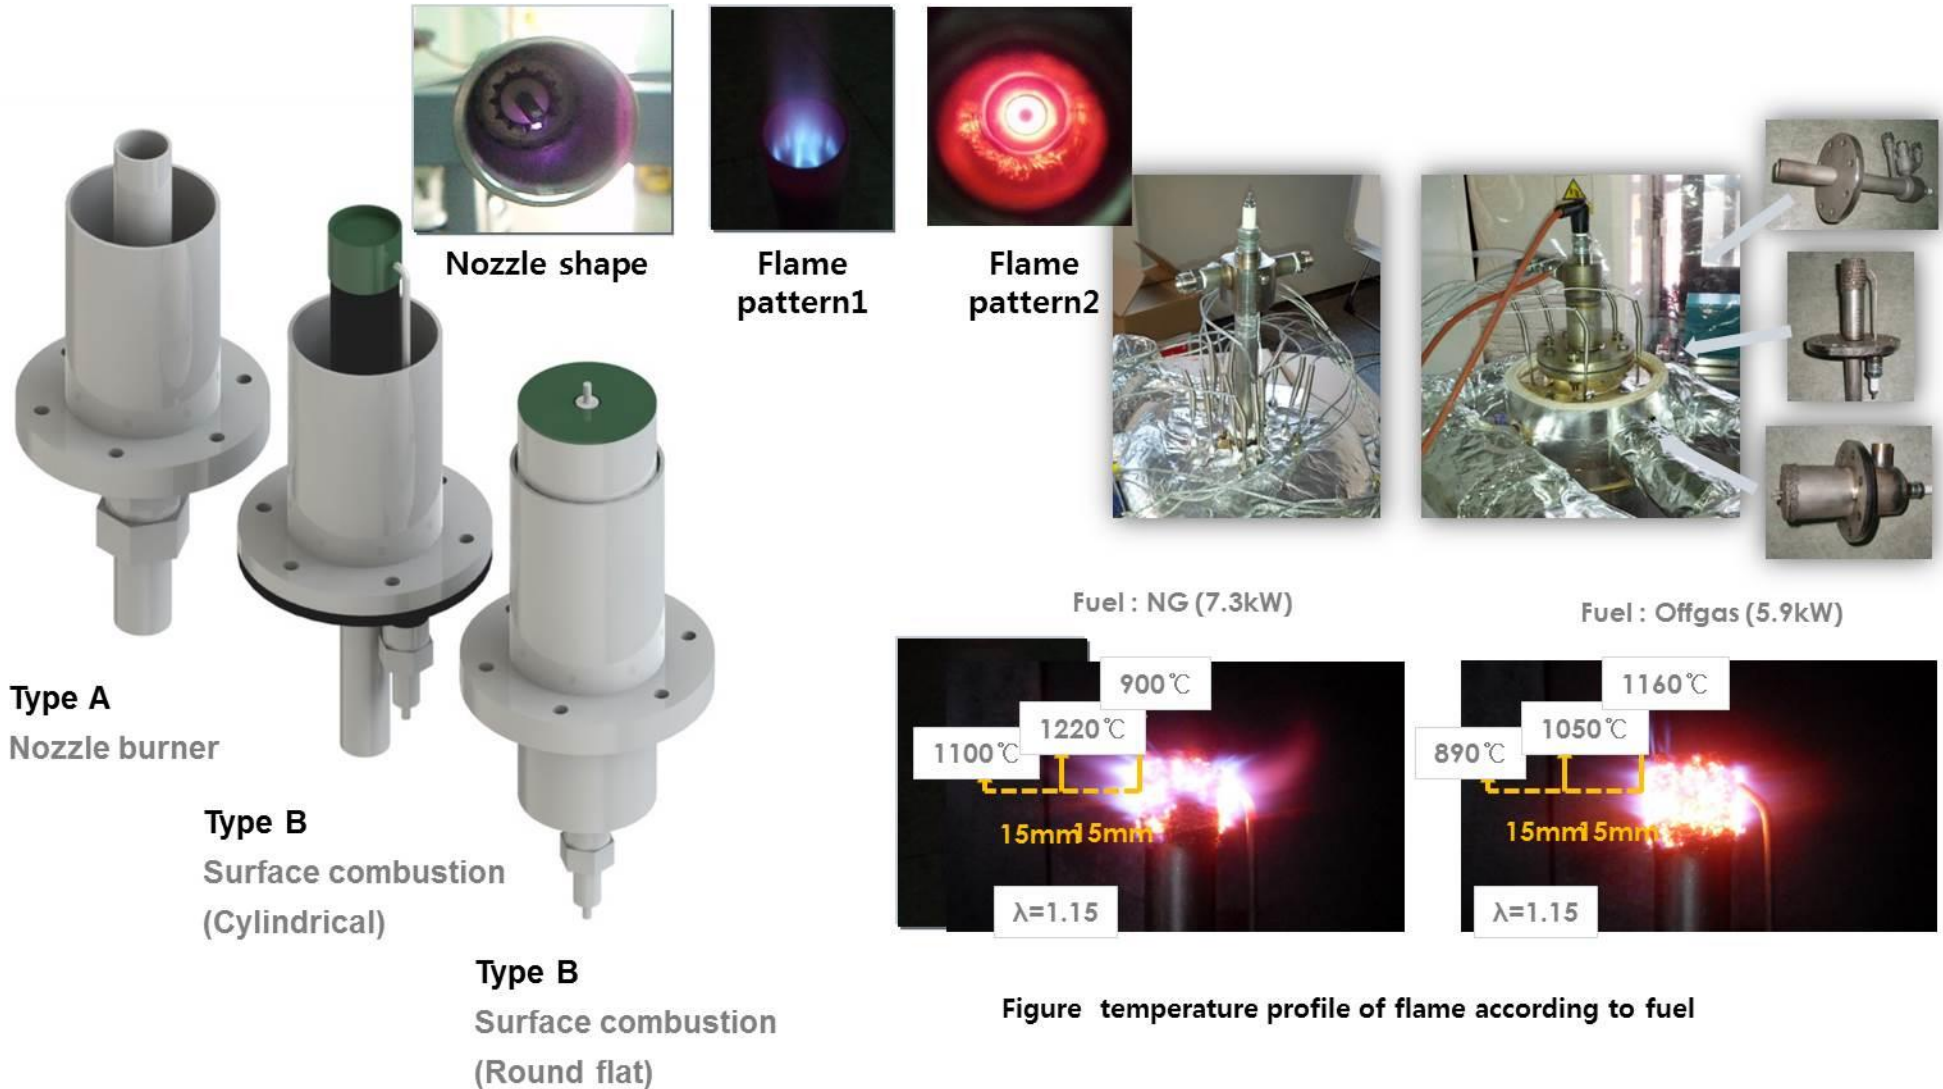 Nozzle shape
Flame
pattern1
Flame
pattern2
Type A
Nozzle burner
Type B
Surface combustion
(Cylindrical)
Type B
Surface combustion
(Round flat)
Fuel : NG (7.3kW)
900℃
1220℃
1100℃
15mm
15mm
λ=1.15
Fuel : Offgas (5.9kW)
1160℃
1050℃
890℃
15mm
15mm
λ=1.15
Figure temperature profile of flame according to fuel